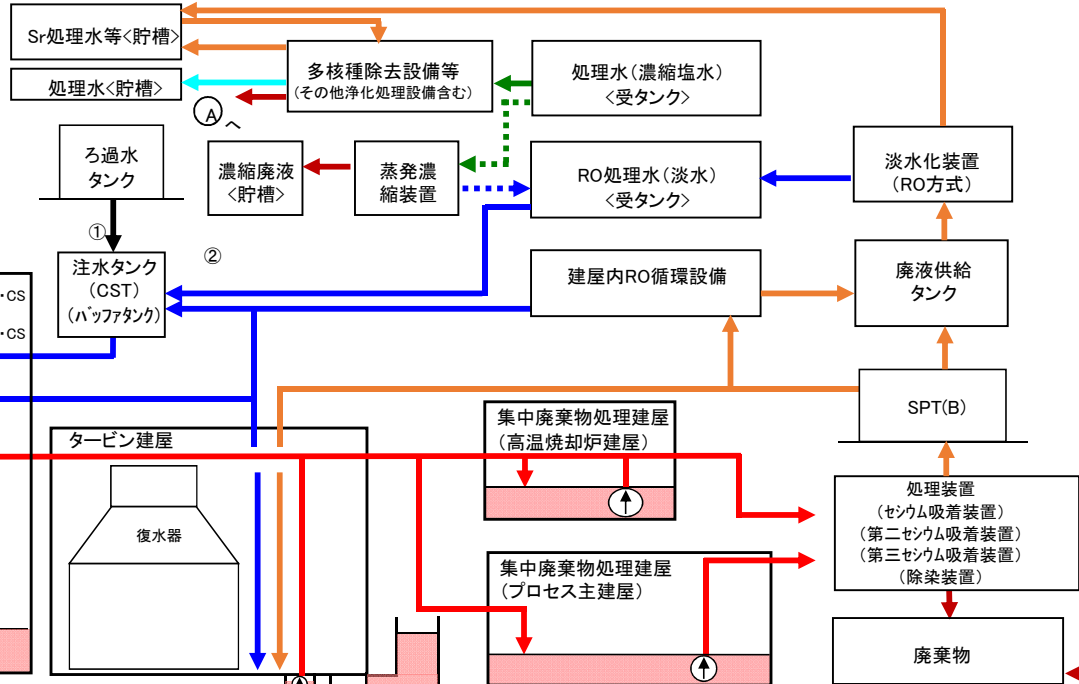 Sr処理水等<貯槽>
処理水<貯槽>
多核種除去設備等
(その他浄化処理設備含む)
Aへ
処理水(濃縮塩水)
<受タンク>
ろ過水
タンク
濃縮廃液
<貯槽>
蒸発濃
縮装置
RO処理水(淡水)
<受タンク>
淡水化装置
(RO方式)
①
②
注水タンク
(CST)
(バッファタンク)
建屋内RO循環設備
廃液供給
タンク
・CS
・CS
SPT(B)
タービン建屋
復水器
集中廃棄物処理建屋
(高温焼却炉建屋)
処理装置
(セシウム吸着装置)
(第二セシウム吸着装置)
(第三セシウム吸着装置)
(除染装置)
集中廃棄物処理建屋
(プロセス主建屋)
廃棄物